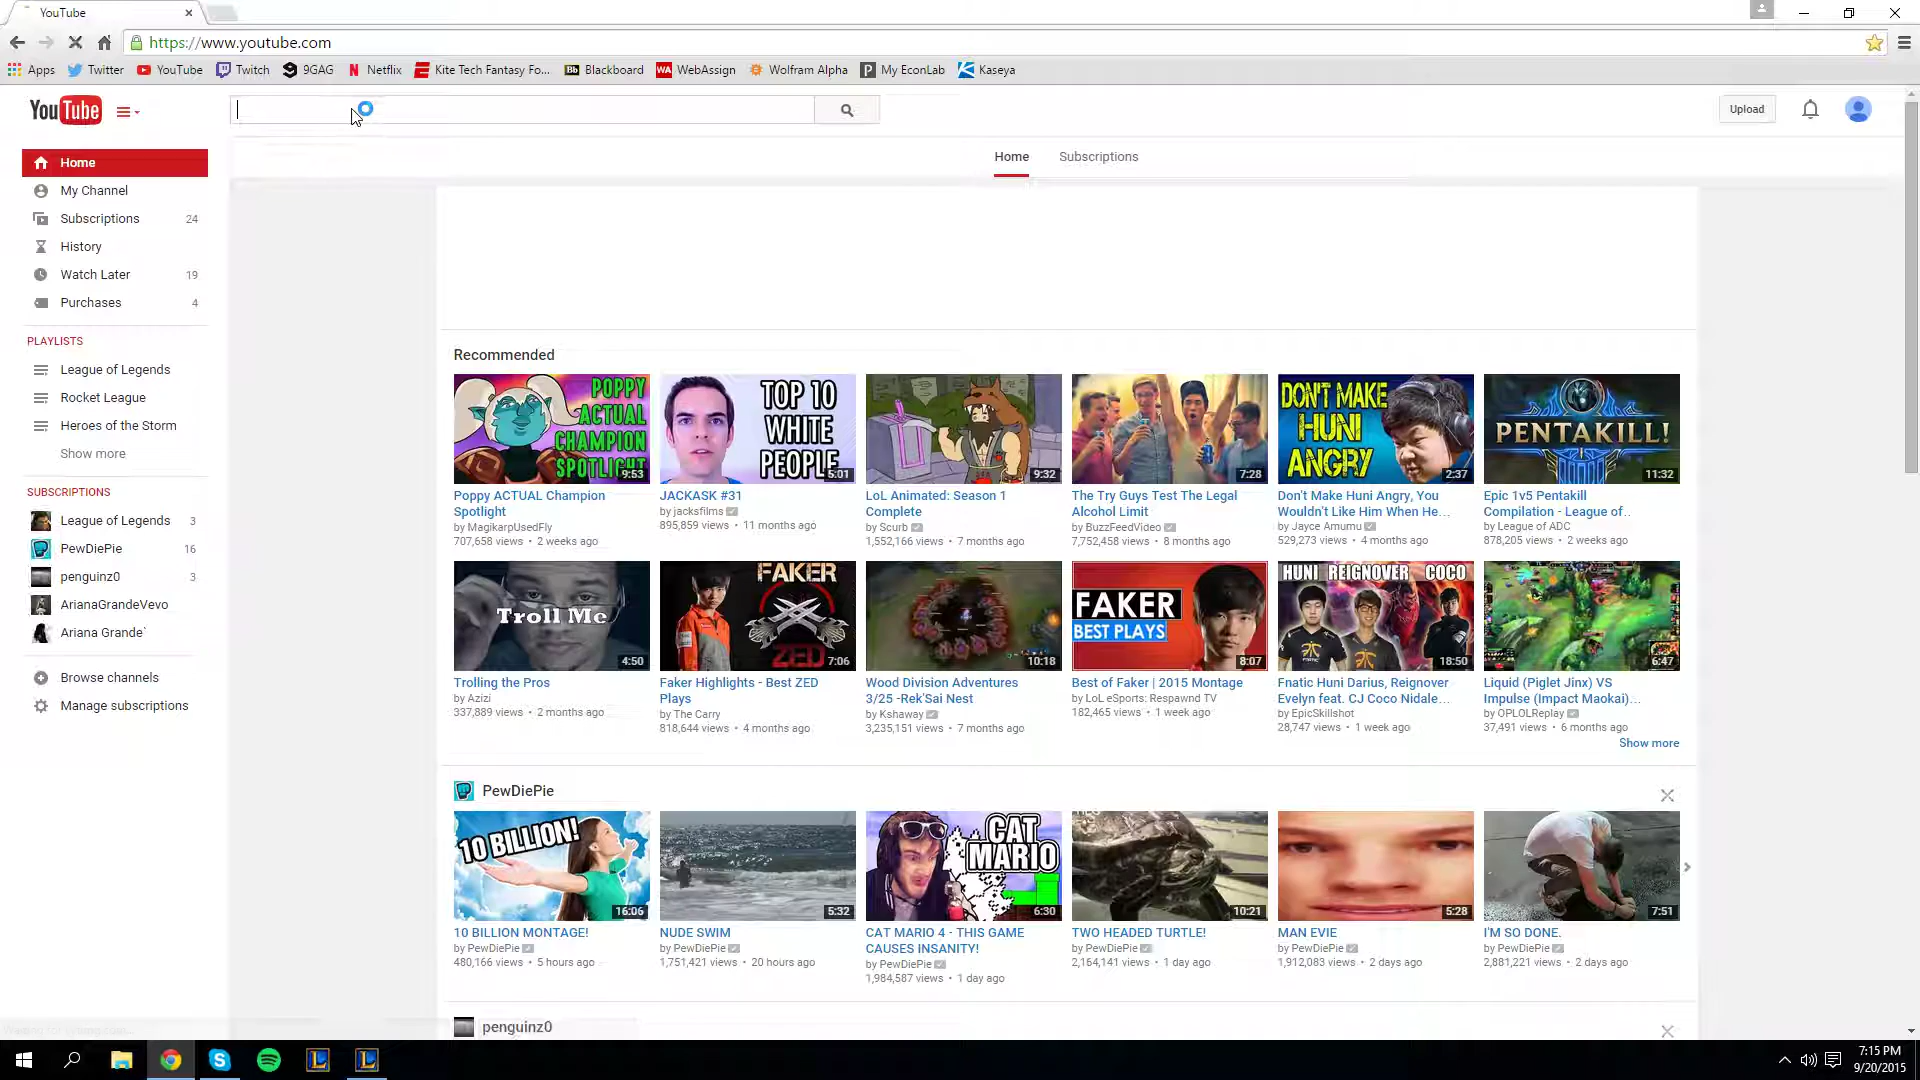 YouTube
https://www.youtube.com
Apps
Twitter
YouTube
Twitch
9GAG
Netflix
Kite Tech Fantasy Fo...
Blackboard
WebAssign
Wolfram Alpha
My EconLab
Kaseya
YouTube
Upload
Home
Subscriptions
Home
My Channel
Subscriptions 24
History
Watch Later 19
Purchases 4
PLAYLISTS
League of Legends
Rocket League
Heroes of the Storm
Show more
SUBSCRIPTIONS
League of Legends 3
PewDiePie 16
penguinz0 3
ArianaGrandeVevo
Ariana Grande`
Browse channels
Manage subscriptions
Recommended
POPPY
ACTUAL
CHAMPION
SPOTLIGHT
9:53
Poppy ACTUAL Champion
Spotlight
by MagikarpUsedFly
707,658 views • 2 weeks ago
TOP 10
WHITE
PEOPLE
5:01
JACKASK #31
by jacksfilms
895,859 views • 11 months ago
9:32
LoL Animated: Season 1
Complete
by Scurb
1,552,166 views • 7 months ago
7:28
The Try Guys Test The Legal
Alcohol Limit
by BuzzFeedVideo
7,752,458 views • 8 months ago
DON'T MAKE
HUNI
ANGRY
2:37
Don't Make Huni Angry, You
Wouldn't Like Him When He...
by Jayce Amumu
529,273 views • 4 months ago
PENTAKILL!
11:32
Epic 1v5 Pentakill
Compilation - League of..
by League of ADC
878,205 views • 2 weeks ago
Troll Me
4:50
Trolling the Pros
by Azizi
337,889 views • 2 months ago
FAKER
ZED
7:06
Faker Highlights - Best ZED
Plays
by The Carry
818,644 views • 4 months ago
10:18
Wood Division Adventures
3/25 -Rek'Sai Nest
by Kshaway
3,235,151 views • 7 months ago
FAKER
BEST PLAYS
8:07
Best of Faker | 2015 Montage
by LoL eSports: Respawnd TV
182,465 views • 1 week ago
HUNI REIGNOVER COCO
18:50
Fnatic Huni Darius, Reignover
Evelyn feat. CJ Coco Nidale...
by EpicSkillshot
28,747 views • 1 week ago
6:47
Liquid (Piglet Jinx) VS
Impulse (Impact Maokai)...
by OPLOLReplay
37,491 views • 6 months ago
Show more
PewDiePie
10 BILLION!
16:06
10 BILLION MONTAGE!
by PewDiePie
480,166 views • 5 hours ago
5:32
NUDE SWIM
by PewDiePie
1,751,421 views • 20 hours ago
CAT
MARIO
6:30
CAT MARIO 4 - THIS GAME
CAUSES INSANITY!
by PewDiePie
1,984,587 views • 1 day ago
10:21
TWO HEADED TURTLE!
by PewDiePie
2,164,141 views • 1 day ago
5:28
MAN EVIE
by PewDiePie
1,912,083 views • 2 days ago
7:51
I'M SO DONE.
by PewDiePie
2,881,221 views • 2 days ago
penguinz0
7:15 PM
9/20/2015